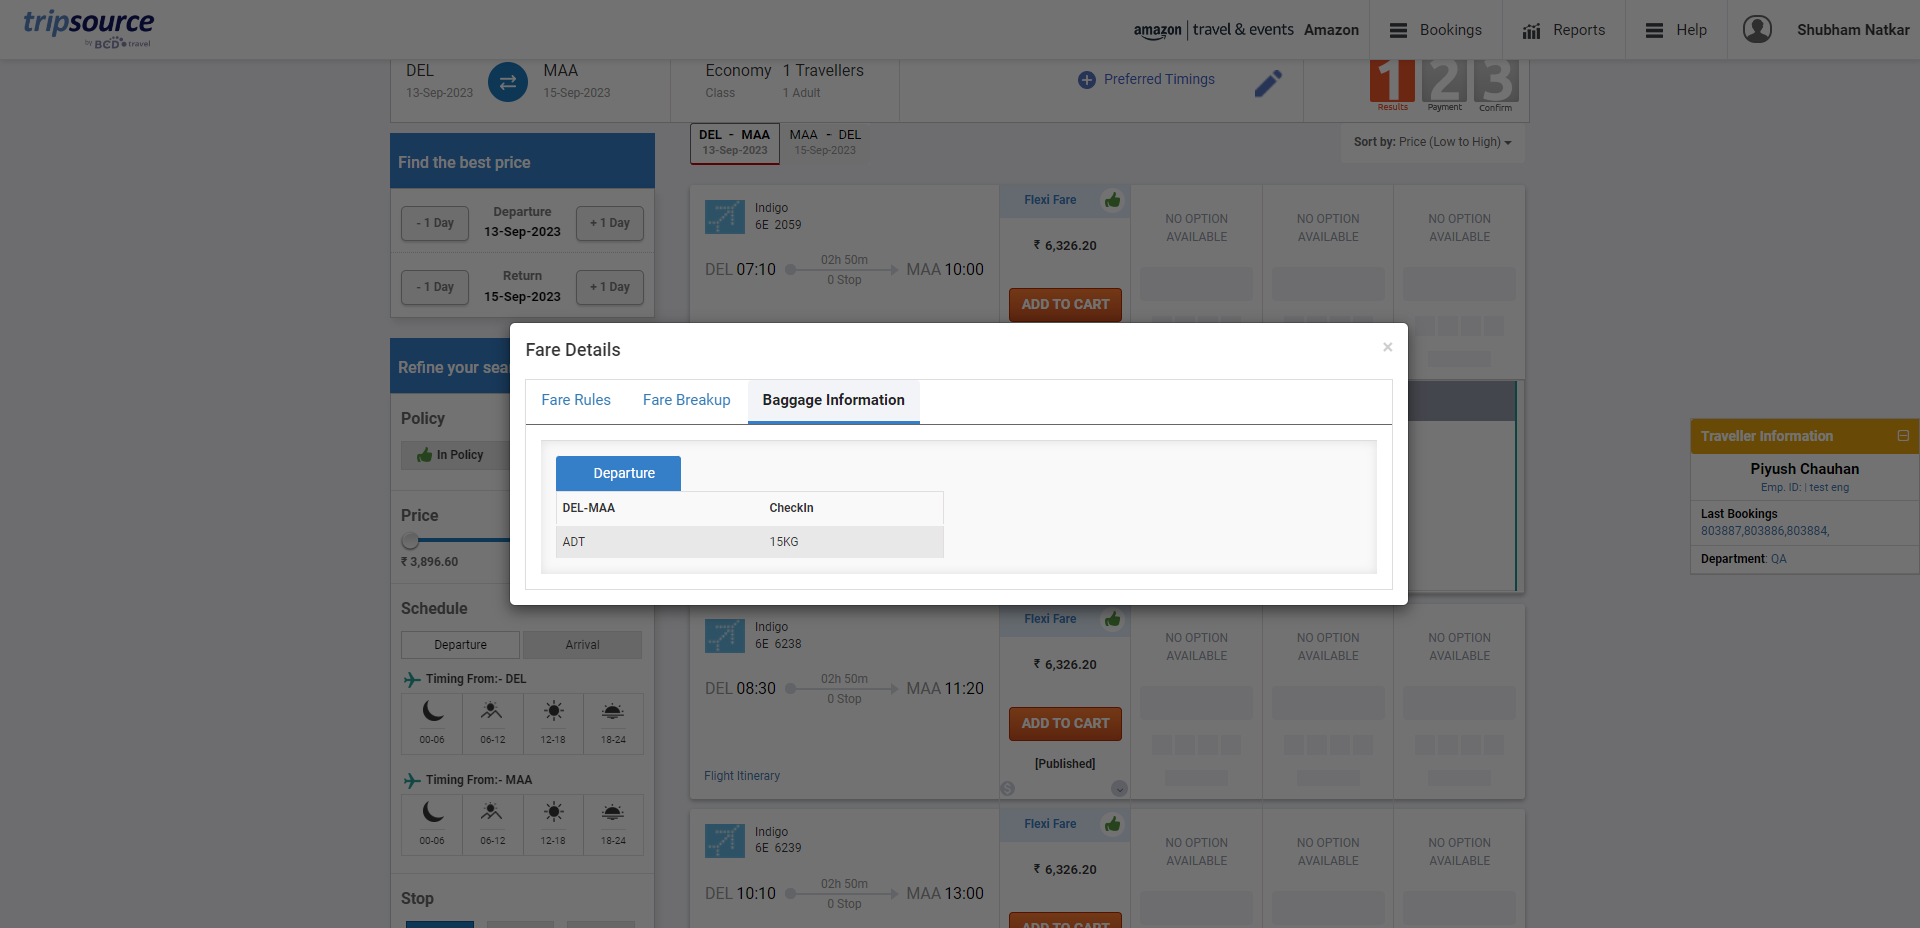 tripsource
by BCD travel
amazon | travel & events Amazon
Bookings
Reports
Help
Shubham Natkar
DEL
13-Sep-2023
MAA
15-Sep-2023
Economy
Class
1 Travellers
1 Adult
Preferred Timings
1 2 3
Results Payment Confirm
DEL - MAA
13-Sep-2023
MAA - DEL
15-Sep-2023
Sort by: Price (Low to High)
Find the best price
- 1 Day
Departure
13-Sep-2023
+ 1 Day
- 1 Day
Return
15-Sep-2023
+ 1 Day
Refine your sea
Policy
In Policy
Price
₹ 3,896.60
Schedule
Departure
Arrival
Timing From:- DEL
00-06 06-12 12-18 18-24
Timing From:- MAA
00-06 06-12 12-18 18-24
Stop
Indigo
6E 2059
DEL 07:10
02h 50m
0 Stop
MAA 10:00
Flexi Fare
₹ 6,326.20
ADD TO CART
NO OPTION
AVAILABLE
NO OPTION
AVAILABLE
NO OPTION
AVAILABLE
Fare Details
×
Fare Rules
Fare Breakup
Baggage Information
Departure
DEL-MAA CheckIn
ADT 15KG
Indigo
6E 6238
DEL 08:30
02h 50m
0 Stop
MAA 11:20
Flight Itinerary
Flexi Fare
₹ 6,326.20
ADD TO CART
[Published]
S
NO OPTION
AVAILABLE
NO OPTION
AVAILABLE
NO OPTION
AVAILABLE
Indigo
6E 6239
DEL 10:10
02h 50m
0 Stop
MAA 13:00
Flexi Fare
₹ 6,326.20
ADD TO CART
NO OPTION
AVAILABLE
NO OPTION
AVAILABLE
NO OPTION
AVAILABLE
Traveller Information
Piyush Chauhan
Emp. ID: | test eng
Last Bookings
803887,803886,803884,
Department: QA